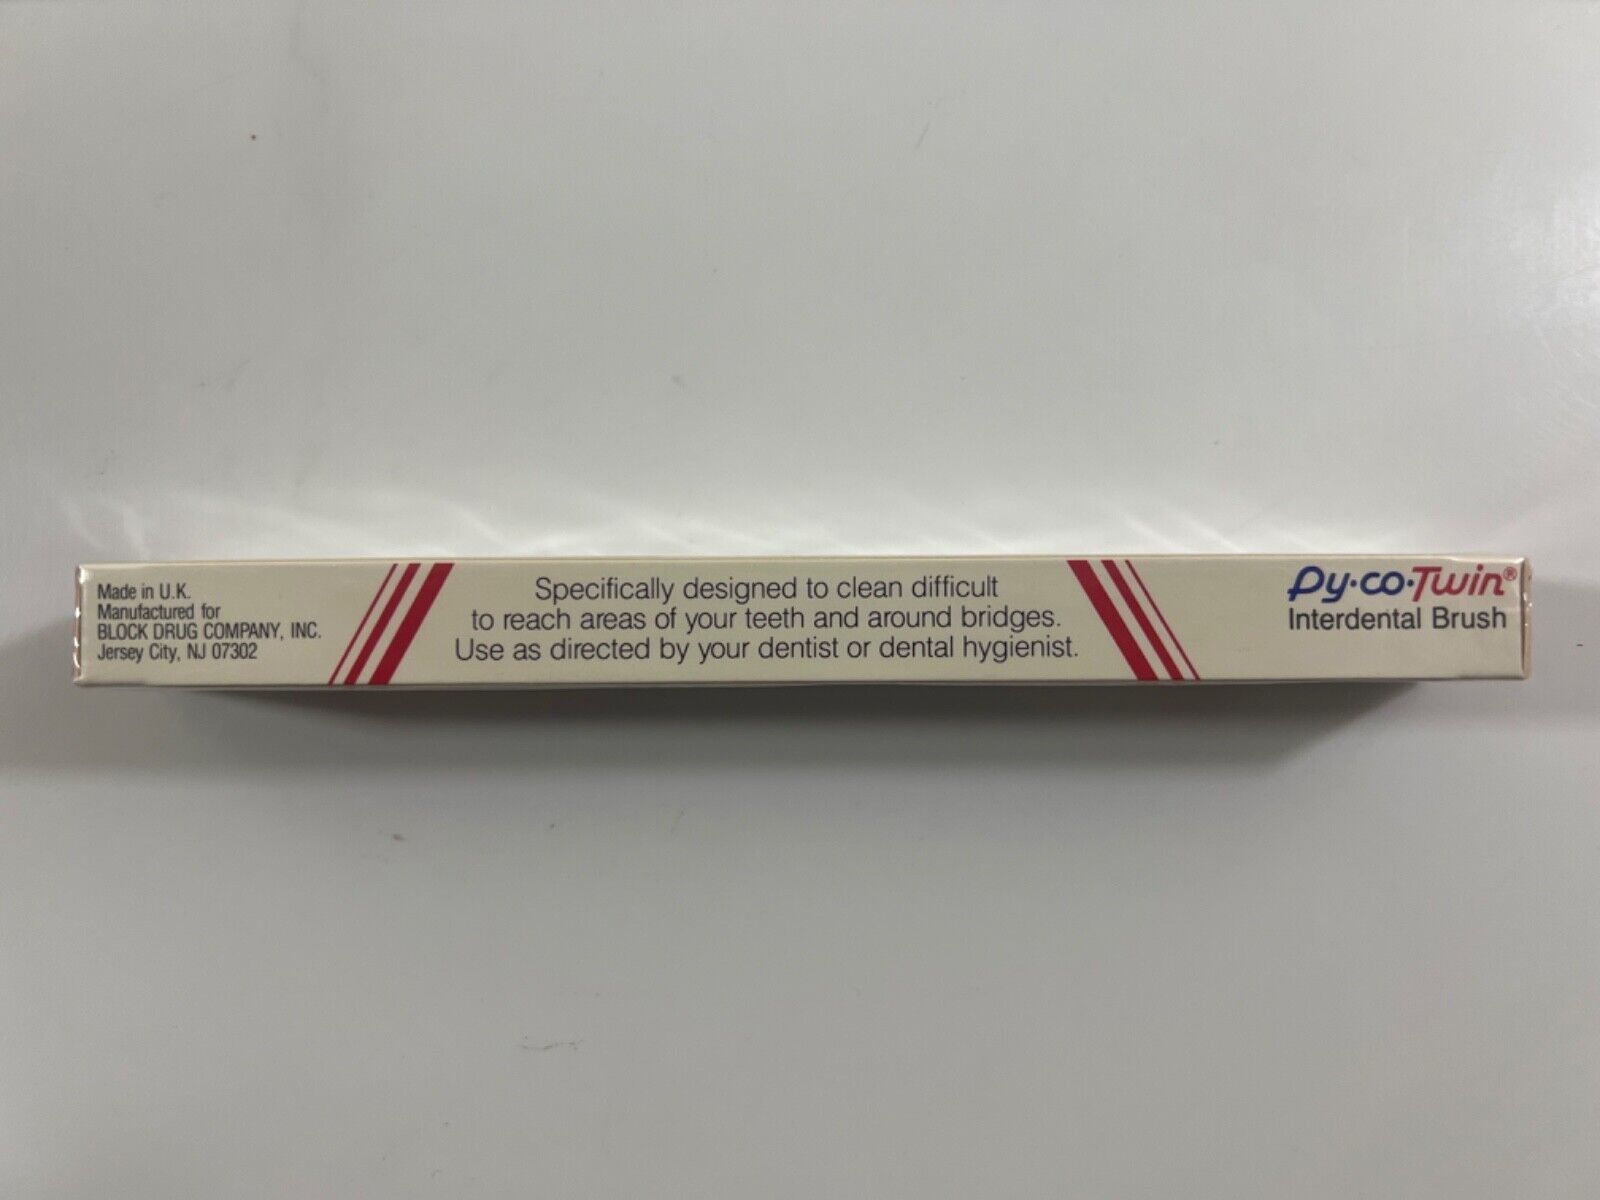 Made in U.K.
Manufactured for
BLOCK DRUG COMPANY, INC.
Jersey City, NJ 07302
Specifically designed to clean difficult
to reach areas of your teeth and around bridges.
Use as directed by your dentist or dental hygienist.
Py·co·Twin®
Interdental Brush